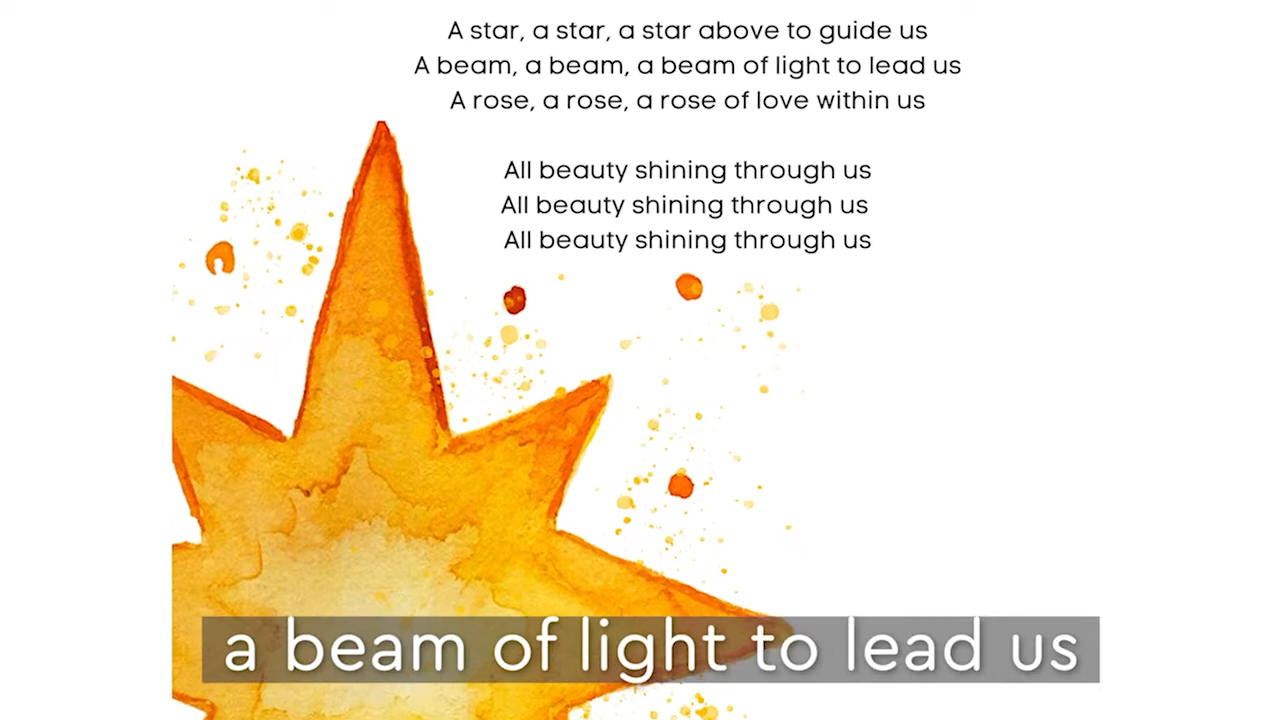 A star, a star, a star above to guide us
A beam, a beam, a beam of light to lead us
A rose, a rose, a rose of love within us
All beauty shining through us
All beauty shining through us
All beauty shining through us
a beam of light to lead us